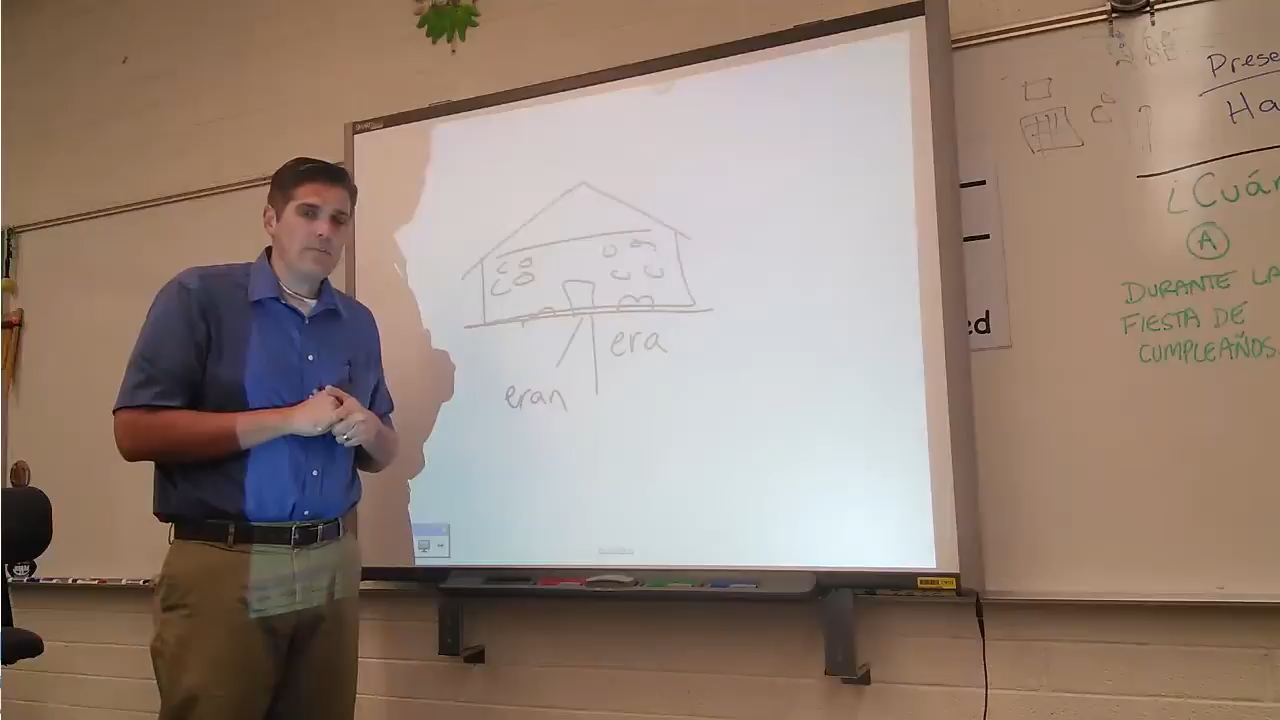 era
eran
Prese
Ha
¿Cuán
A
DURANTE LA
FIESTA DE
CUMPLEAÑOS
ed